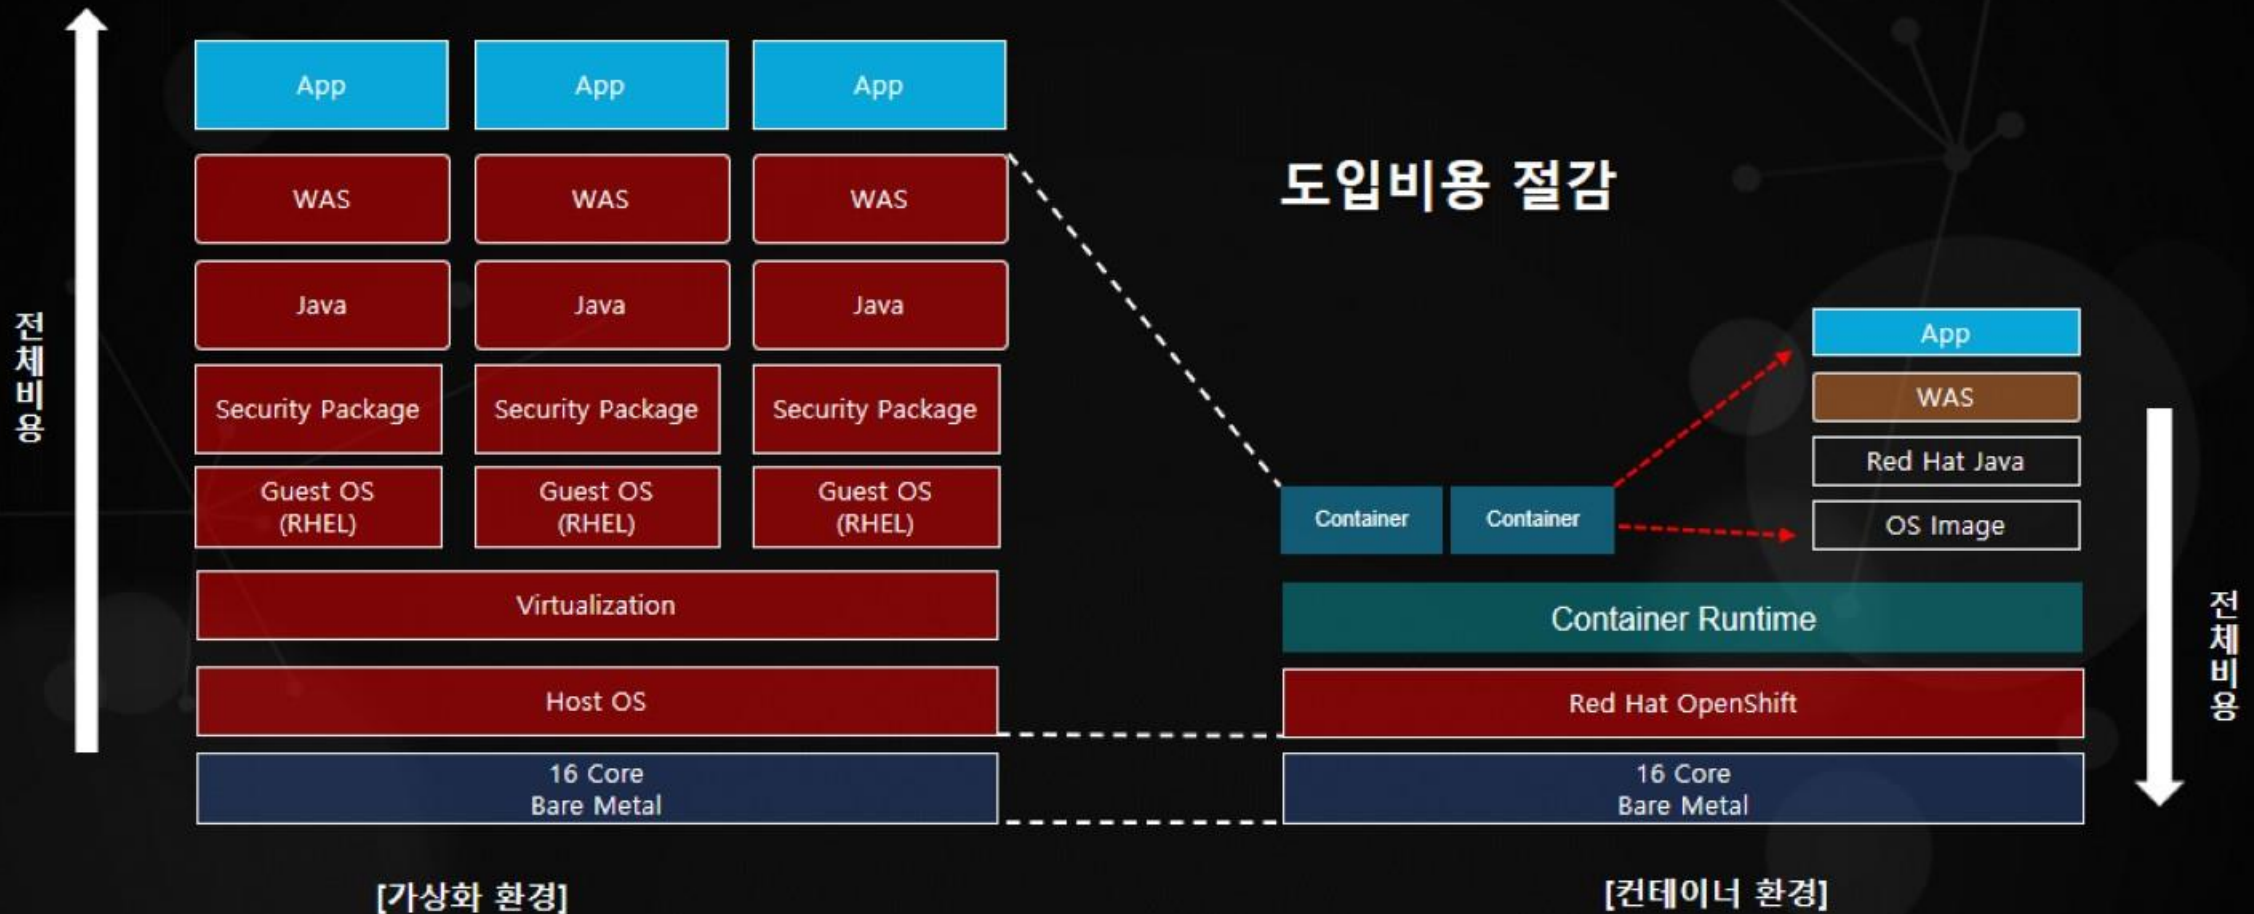 전체비용
App App App
WAS WAS WAS
Java Java Java
Security Package Security Package Security Package
Guest OS Guest OS Guest OS
(RHEL) (RHEL) (RHEL)
Virtualization
Host OS
16 Core
Bare Metal
[가상화 환경]
도입비용 절감
App
WAS
Red Hat Java
OS Image
Container Container
Container Runtime
Red Hat OpenShift
16 Core
Bare Metal
[컨테이너 환경]
전체비용